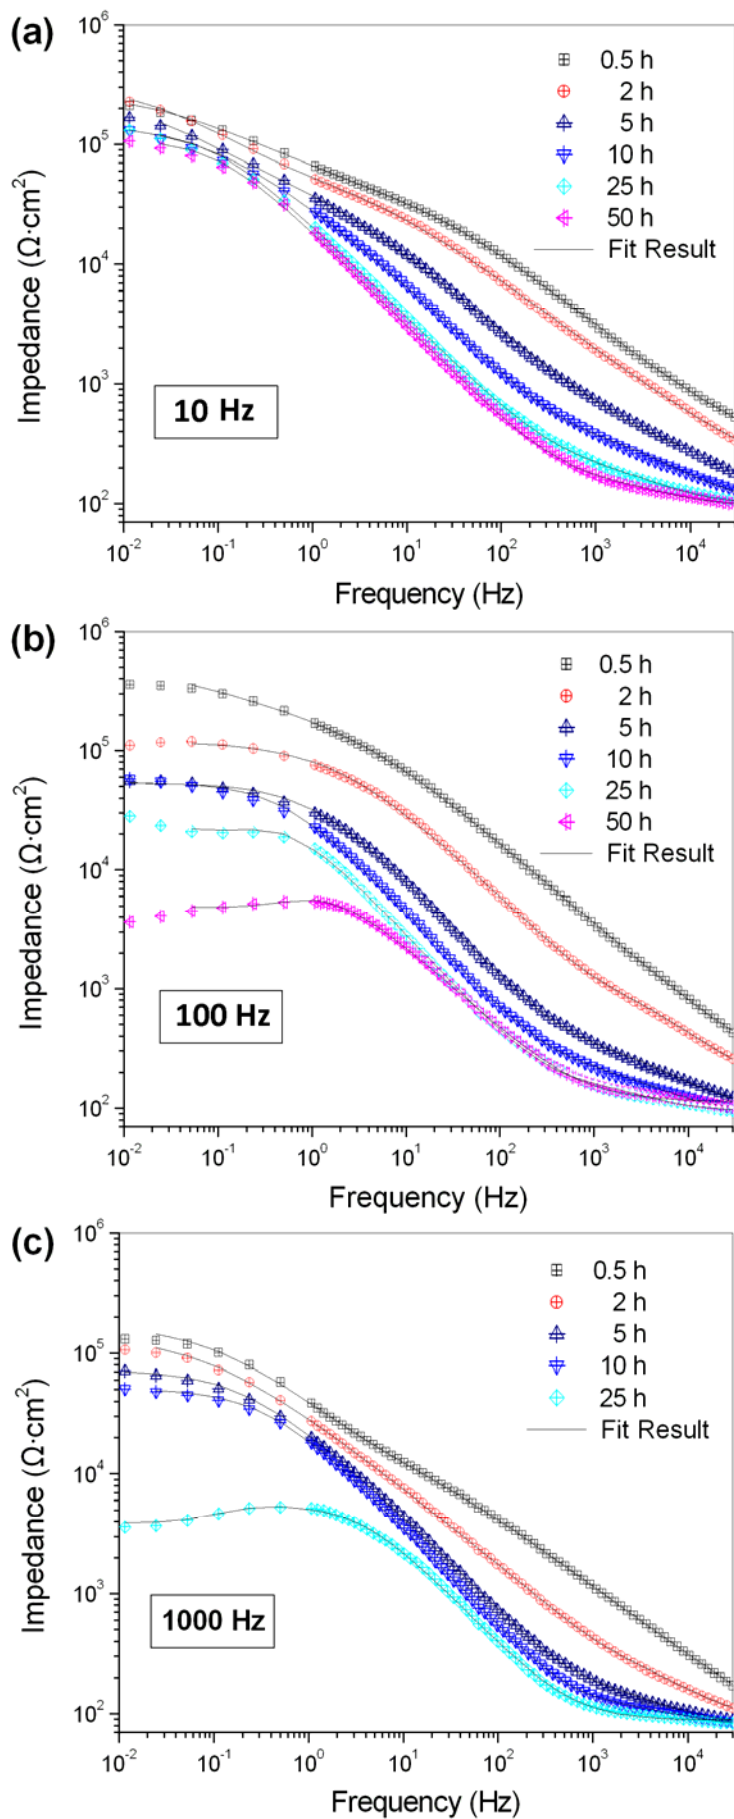 (a)
10⁶
10⁵
10⁴
10³
10²
Impedance (Ω·cm²)
0.5 h
2 h
5 h
10 h
25 h
50 h
Fit Result
10 Hz
10⁻² 10⁻¹ 10⁰ 10¹ 10² 10³ 10⁴
Frequency (Hz)
(b)
10⁶
10⁵
10⁴
10³
10²
Impedance (Ω·cm²)
0.5 h
2 h
5 h
10 h
25 h
50 h
Fit Result
100 Hz
10⁻² 10⁻¹ 10⁰ 10¹ 10² 10³ 10⁴
Frequency (Hz)
(c)
10⁶
10⁵
10⁴
10³
10²
Impedance (Ω·cm²)
0.5 h
2 h
5 h
10 h
25 h
Fit Result
1000 Hz
10⁻² 10⁻¹ 10⁰ 10¹ 10² 10³ 10⁴
Frequency (Hz)